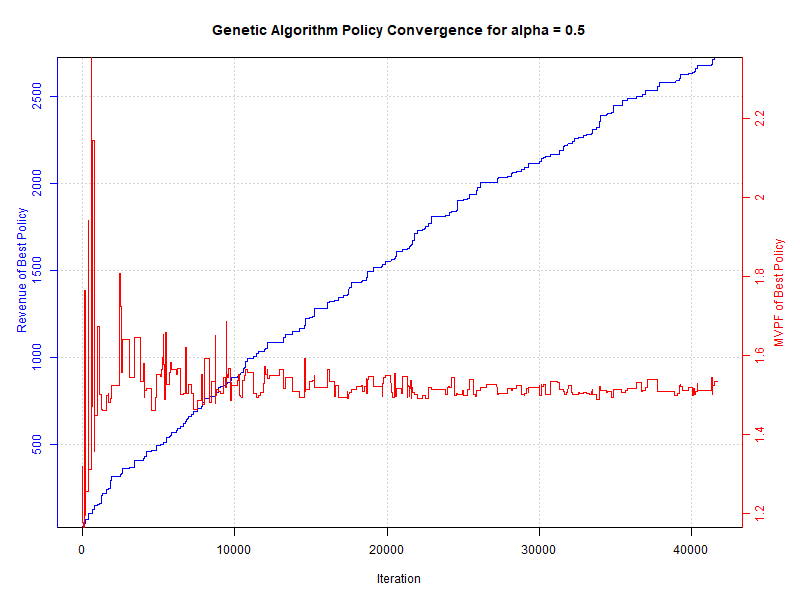 Genetic Algorithm Policy Convergence for alpha = 0.5
Revenue of Best Policy
2500
2000
1500
1000
500
2.2
2
1.8
1.6
1.4
1.2
MVPF of Best Policy
0 10000 20000 30000 40000
Iteration